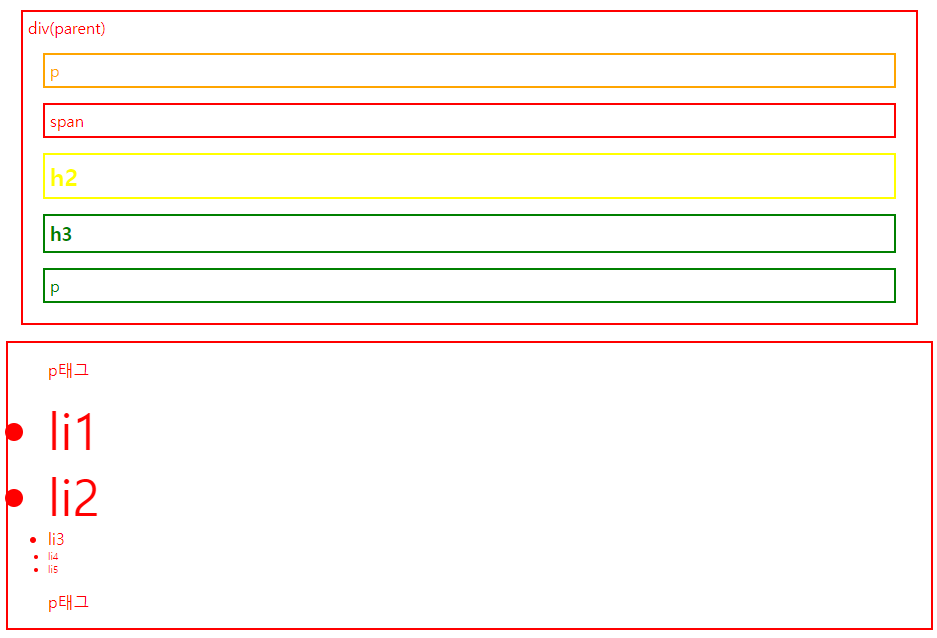 div(parent)
p
span
h2
h3
p
p태그
li1
li2
li3
li4
li5
p태그